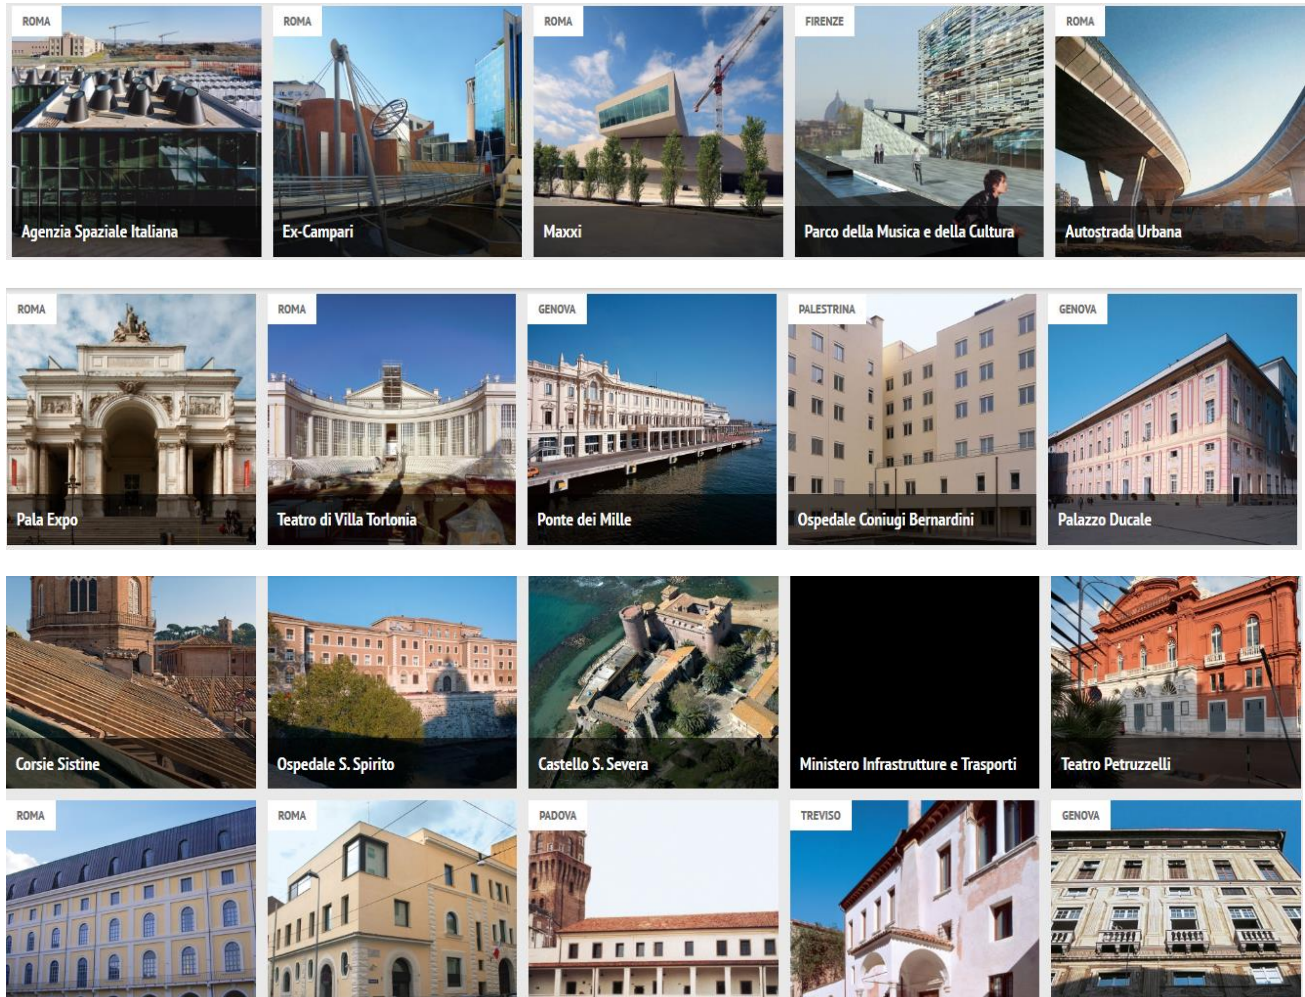 ROMA
ROMA
ROMA
FIRENZE
ROMA
Agenzia Spaziale Italiana
Ex-Campari
Maxxi
Parco della Musica e della Cultura
Autostrada Urbana
ROMA
ROMA
GENOVA
PALESTRINA
GENOVA
Pala Expo
Teatro di Villa Torlonia
Ponte dei Mille
Ospedale Coniugi Bernardini
Palazzo Ducale
Corsie Sistine
Ospedale S. Spirito
Castello S. Severa
Ministero Infrastrutture e Trasporti
Teatro Petruzzelli
ROMA
ROMA
PADOVA
TREVISO
GENOVA